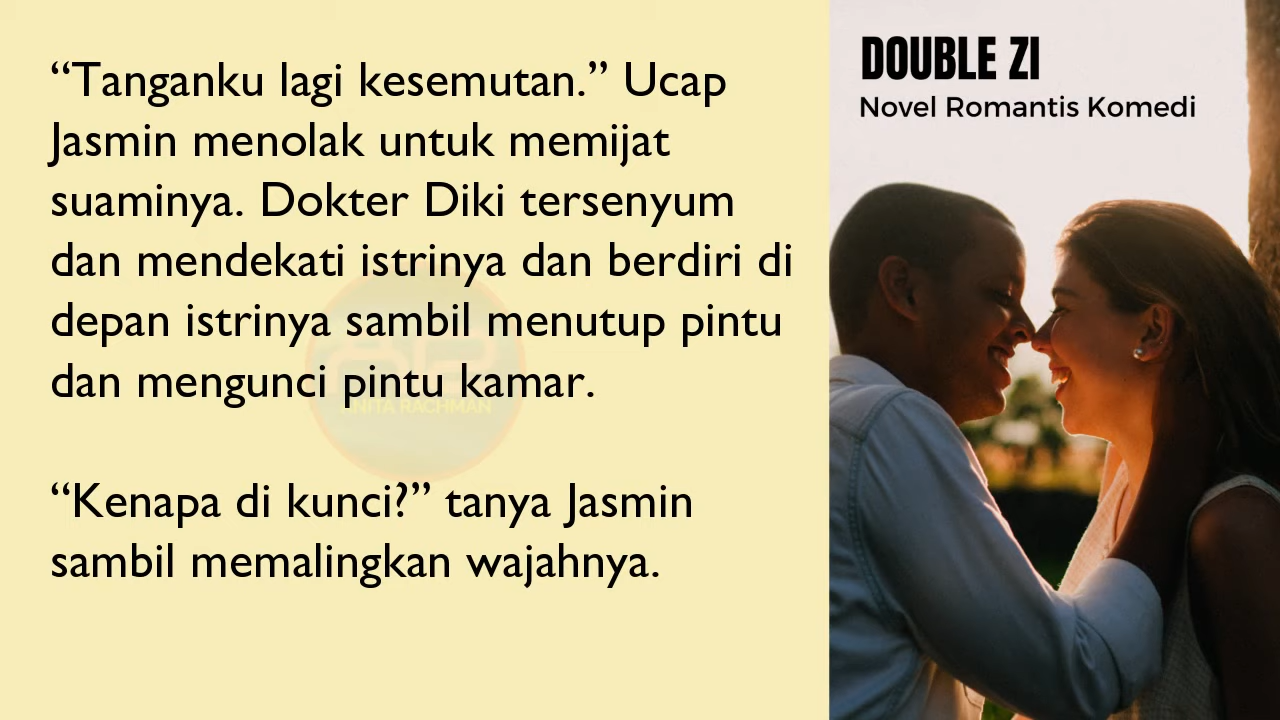 “Tanganku lagi kesemutan.” Ucap
Jasmin menolak untuk memijat
suaminya. Dokter Diki tersenyum
dan mendekati istrinya dan berdiri di
depan istrinya sambil menutup pintu
dan mengunci pintu kamar.
“Kenapa di kunci?” tanya Jasmin
sambil memalingkan wajahnya.
ANITA RACHMAN
DOUBLE ZI
Novel Romantis Komedi